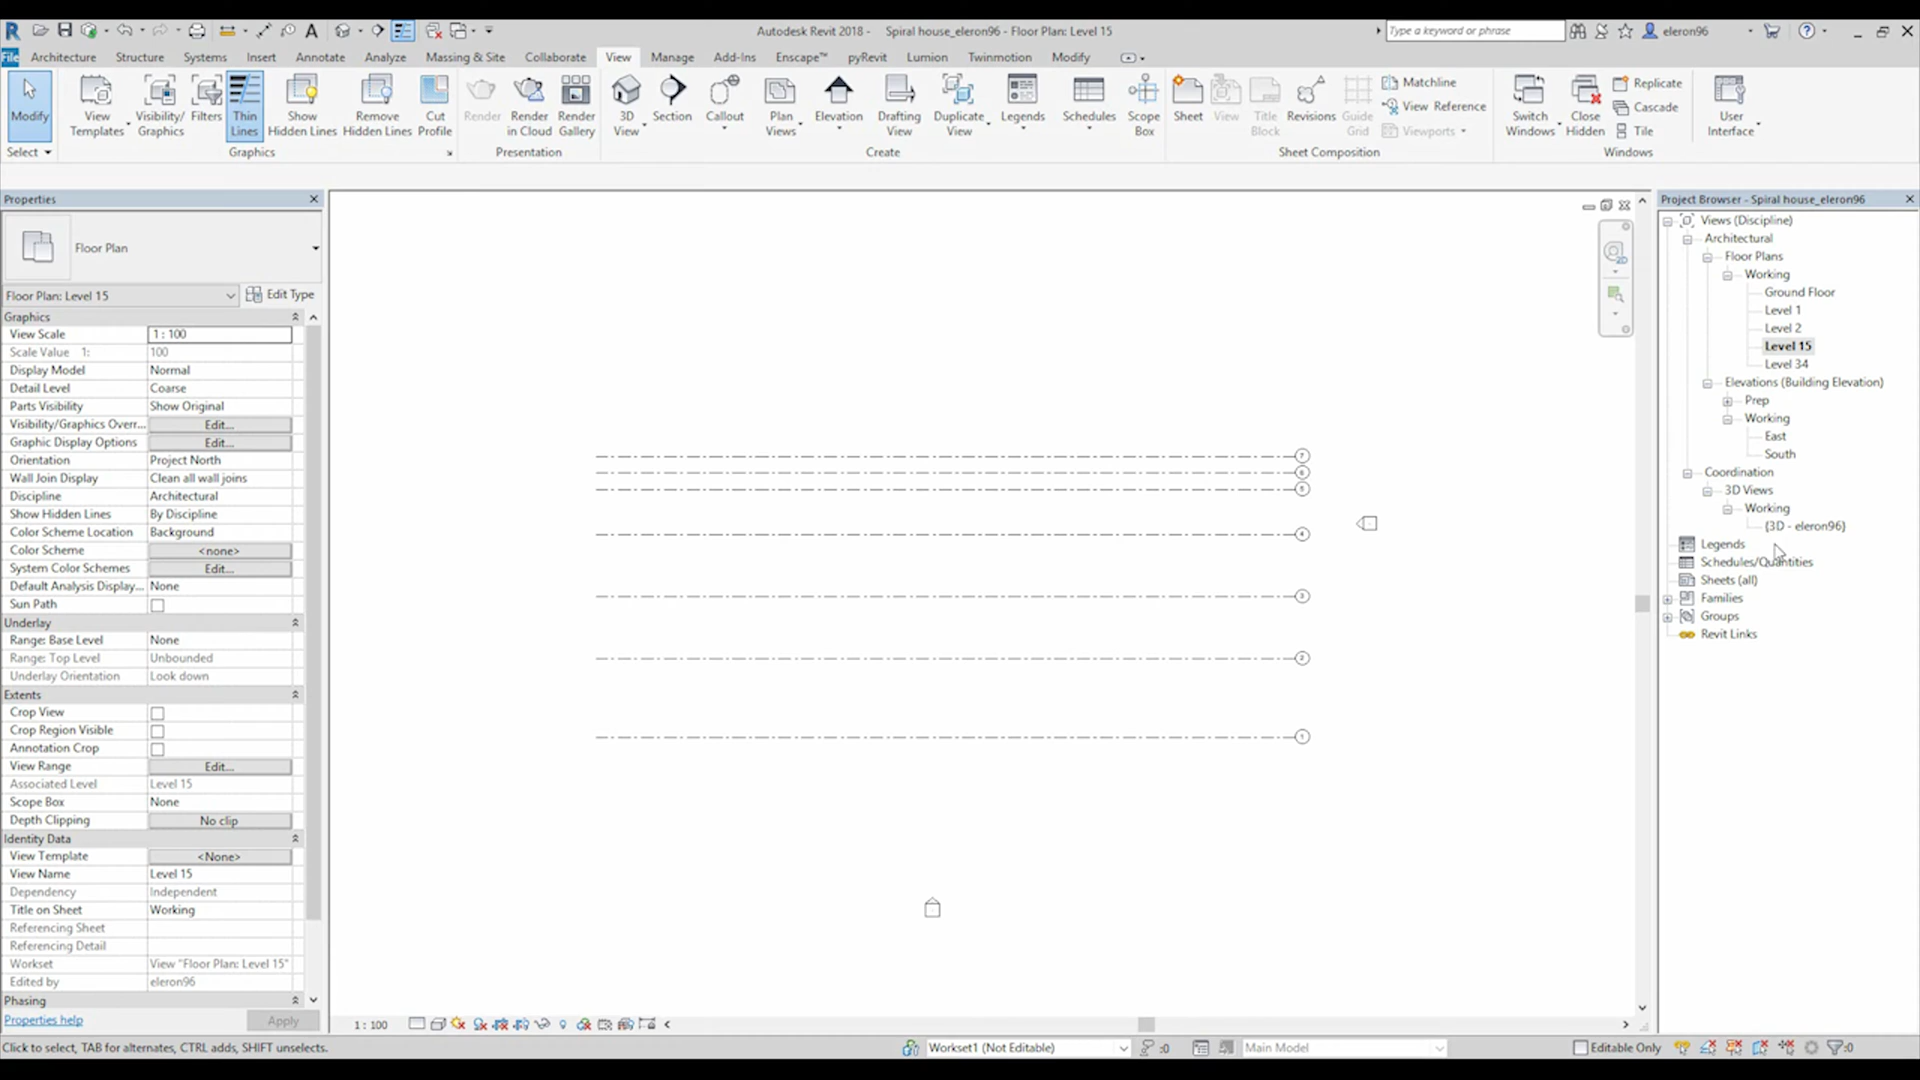 Autodesk Revit 2018 - Spiral house_eleron96 - Floor Plan: Level 15
Type a keyword or phrase
eleron96
File
Architecture
Structure
Systems
Insert
Annotate
Analyze
Massing & Site
Collaborate
View
Manage
Add-Ins
Enscape™
pyRevit
Lumion
Twinmotion
Modify
Modify
View Templates
Visibility/ Graphics
Filters
Thin Lines
Show Hidden Lines
Remove Hidden Lines
Cut Profile
Render
Render in Cloud
Render Gallery
3D View
Section
Callout
Plan Views
Elevation
Drafting View
Duplicate View
Legends
Schedules
Scope Box
Sheet
View
Title Block
Revisions
Guide Grid
Matchline
View Reference
Viewports
Switch Windows
Close Hidden
Replicate
Cascade
Tile
User Interface
Select
Graphics
Presentation
Create
Sheet Composition
Windows
Properties
Floor Plan
Floor Plan: Level 15
Edit Type
Graphics
View Scale 1 : 100
Scale Value 1: 100
Display Model Normal
Detail Level Coarse
Parts Visibility Show Original
Visibility/Graphics Overr... Edit...
Graphic Display Options Edit...
Orientation Project North
Wall Join Display Clean all wall joins
Discipline Architectural
Show Hidden Lines By Discipline
Color Scheme Location Background
Color Scheme <none>
System Color Schemes Edit...
Default Analysis Display... None
Sun Path
Underlay
Range: Base Level None
Range: Top Level Unbounded
Underlay Orientation Look down
Extents
Crop View
Crop Region Visible
Annotation Crop
View Range Edit...
Associated Level Level 15
Scope Box None
Depth Clipping No clip
Identity Data
View Template <None>
View Name Level 15
Dependency Independent
Title on Sheet Working
Referencing Sheet
Referencing Detail
Workset View "Floor Plan: Level 15"
Edited by eleron96
Phasing
Properties help
Apply
2D
7
6
5
4
3
2
1
Project Browser - Spiral house_eleron96
Views (Discipline)
Architectural
Floor Plans
Working
Ground Floor
Level 1
Level 2
Level 15
Level 34
Elevations (Building Elevation)
Prep
Working
East
South
Coordination
3D Views
Working
{3D - eleron96}
Legends
Schedules/Quantities
Sheets (all)
Families
Groups
Revit Links
1 : 100
Click to select, TAB for alternates, CTRL adds, SHIFT unselects.
Workset1 (Not Editable)
:0
Main Model
Editable Only
:0